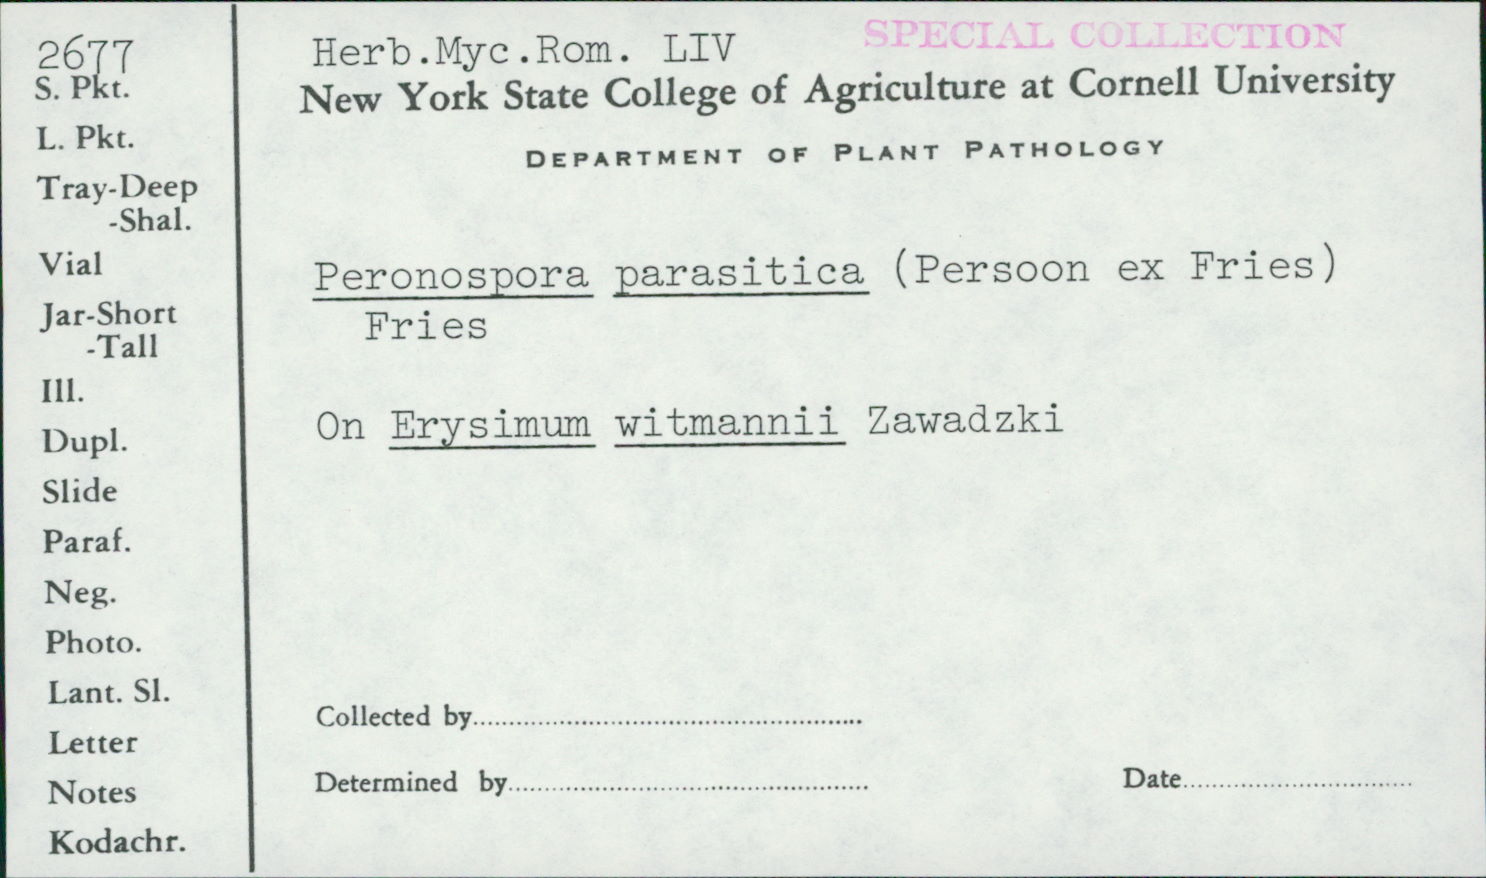 2677
S. Pkt.
L. Pkt.
Tray-Deep
-Shal.
Vial
Jar-Short
-Tall
Ill.
Dupl.
Slide
Paraf.
Neg.
Photo.
Lant. Sl.
Letter
Notes
Kodachr.
Herb.Myc.Rom. LIV
SPECIAL COLLECTION
New York State College of Agriculture at Cornell University
DEPARTMENT OF PLANT PATHOLOGY
Peronospora parasitica (Persoon ex Fries)
Fries
On Erysimum witmannii Zawadzki
Collected by
Determined by
Date